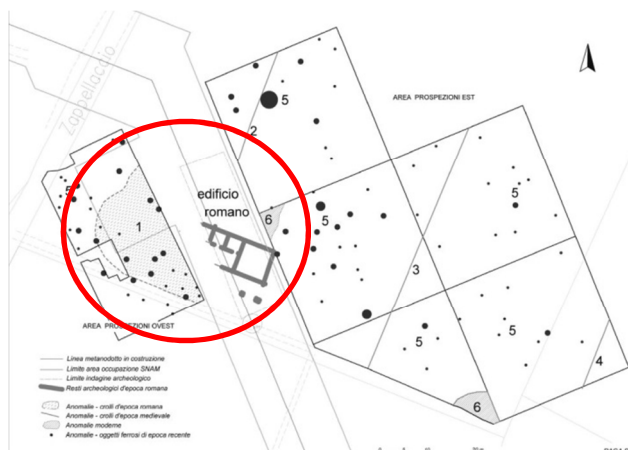 Zappellaccio
AREA PROSPEZIONI EST
5
2
edificio
romano
5
1
6
5
5
3
5
5
4
6
AREA PROSPEZIONI OVEST
Linea metanodotto in costruzione
Limite area occupazione SNAM
Limite indagine archeologico
Resti archeologici d'epoca romana
Anomalie - crolli d'epoca romana
Anomalie - crolli d'epoca medievale
Anomalie moderne
Anomalie - oggetti ferrosi di epoca recente